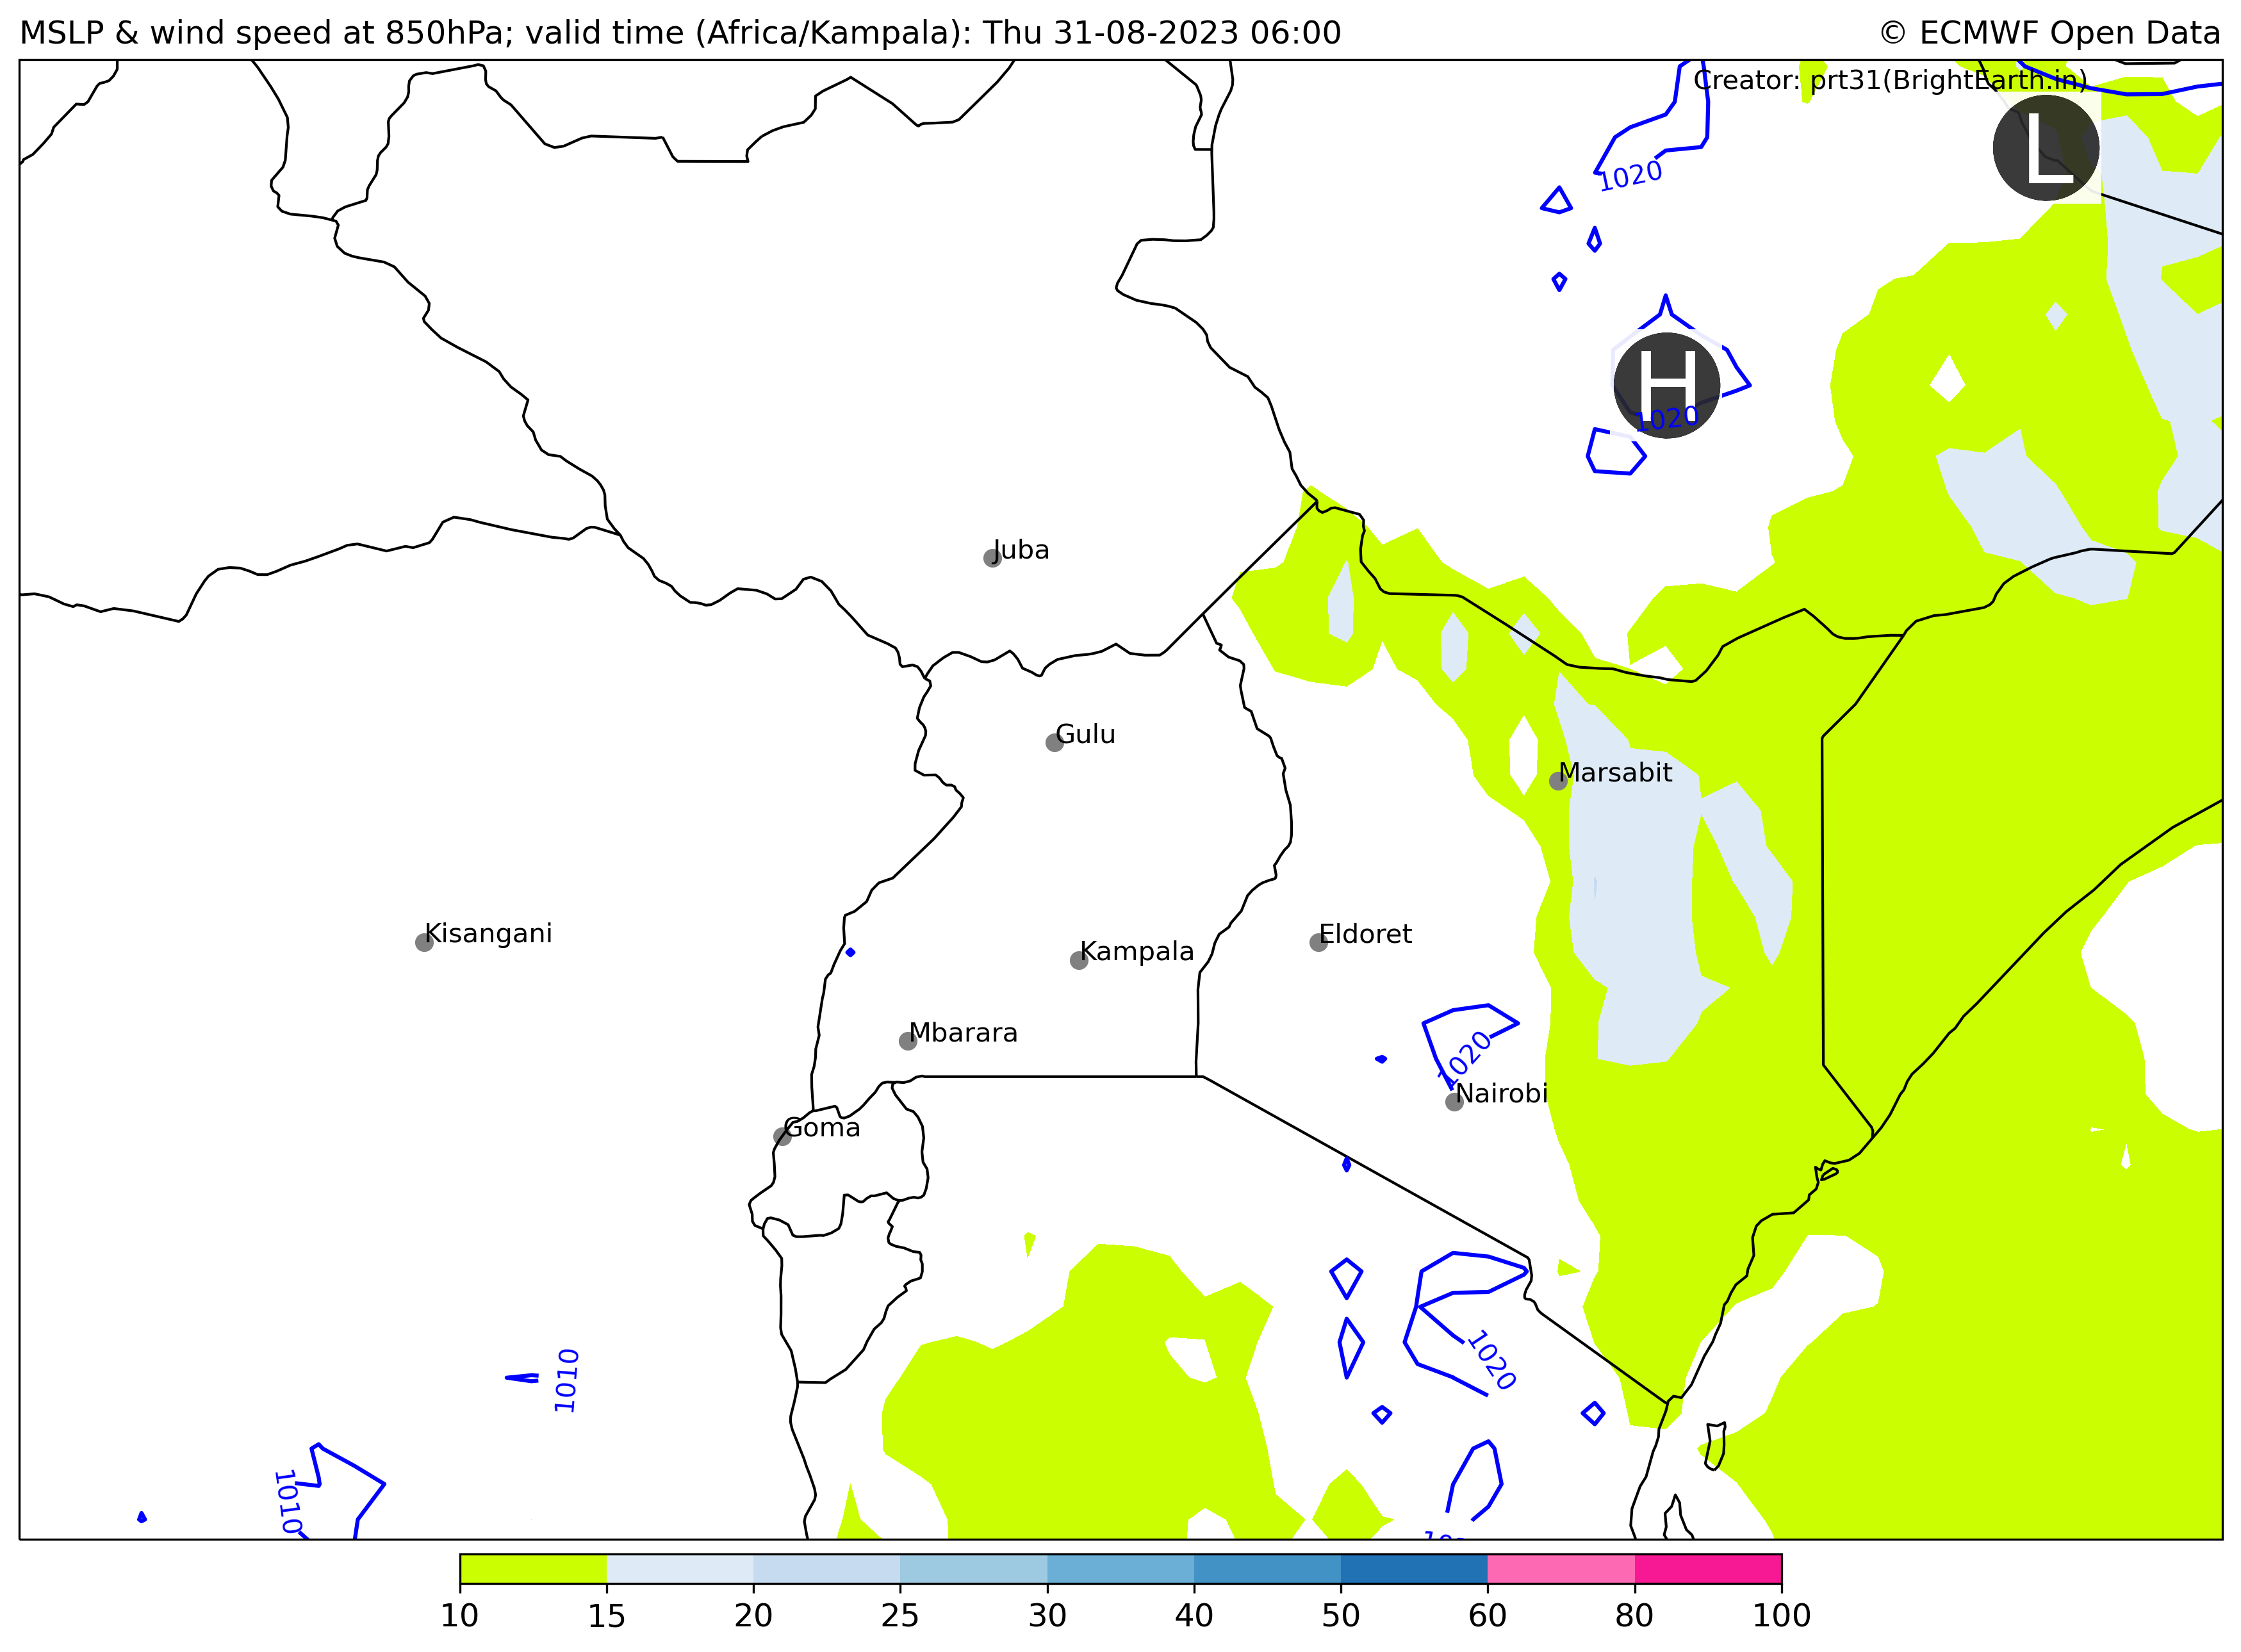 MSLP & wind speed at 850hPa; valid time (Africa/Kampala): Thu 31-08-2023 06:00
© ECMWF Open Data
Creator: prt31(BrightEarth.in)
L
1020
H
1020
Juba
Gulu
Marsabit
Kisangani
Eldoret
Kampala
Mbarara
1020
Nairobi
Goma
1020
1010
1010
10 15 20 25 30 40 50 60 80 100